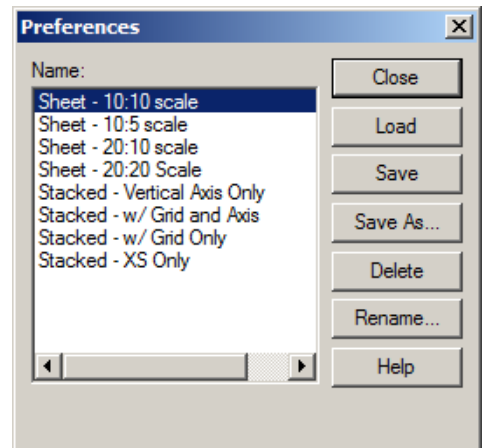 Preferences
Name:
Sheet - 10:10 scale
Sheet - 10:5 scale
Sheet - 20:10 scale
Sheet - 20:20 Scale
Stacked - Vertical Axis Only
Stacked - w/ Grid and Axis
Stacked - w/ Grid Only
Stacked - XS Only
Close
Load
Save
Save As...
Delete
Rename...
Help